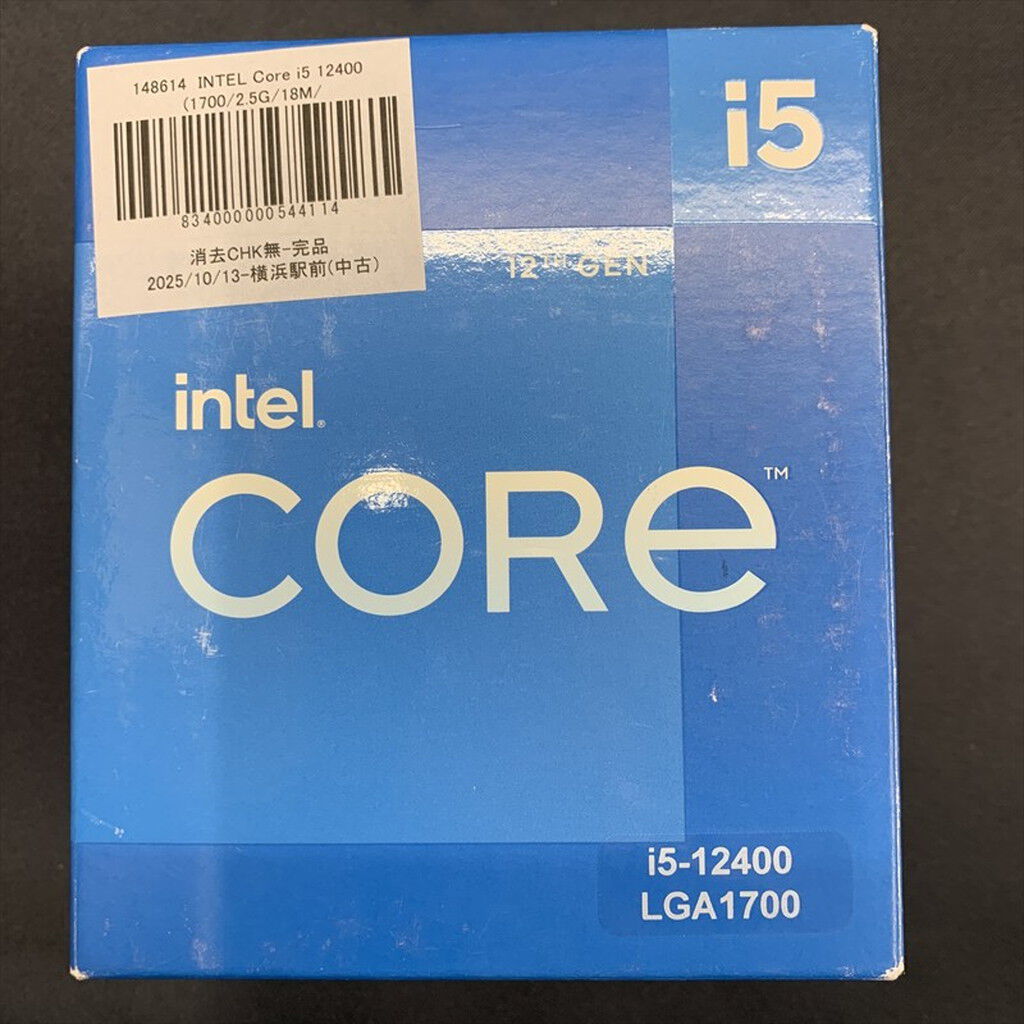 148614 INTEL Core i5 12400
(1700/2.5G/18M/
834000000544114
消去CHK無-完品
2025/10/13-横浜駅前(中古)
i5
12TH GEN
intel®
CORe™
i5-12400
LGA1700